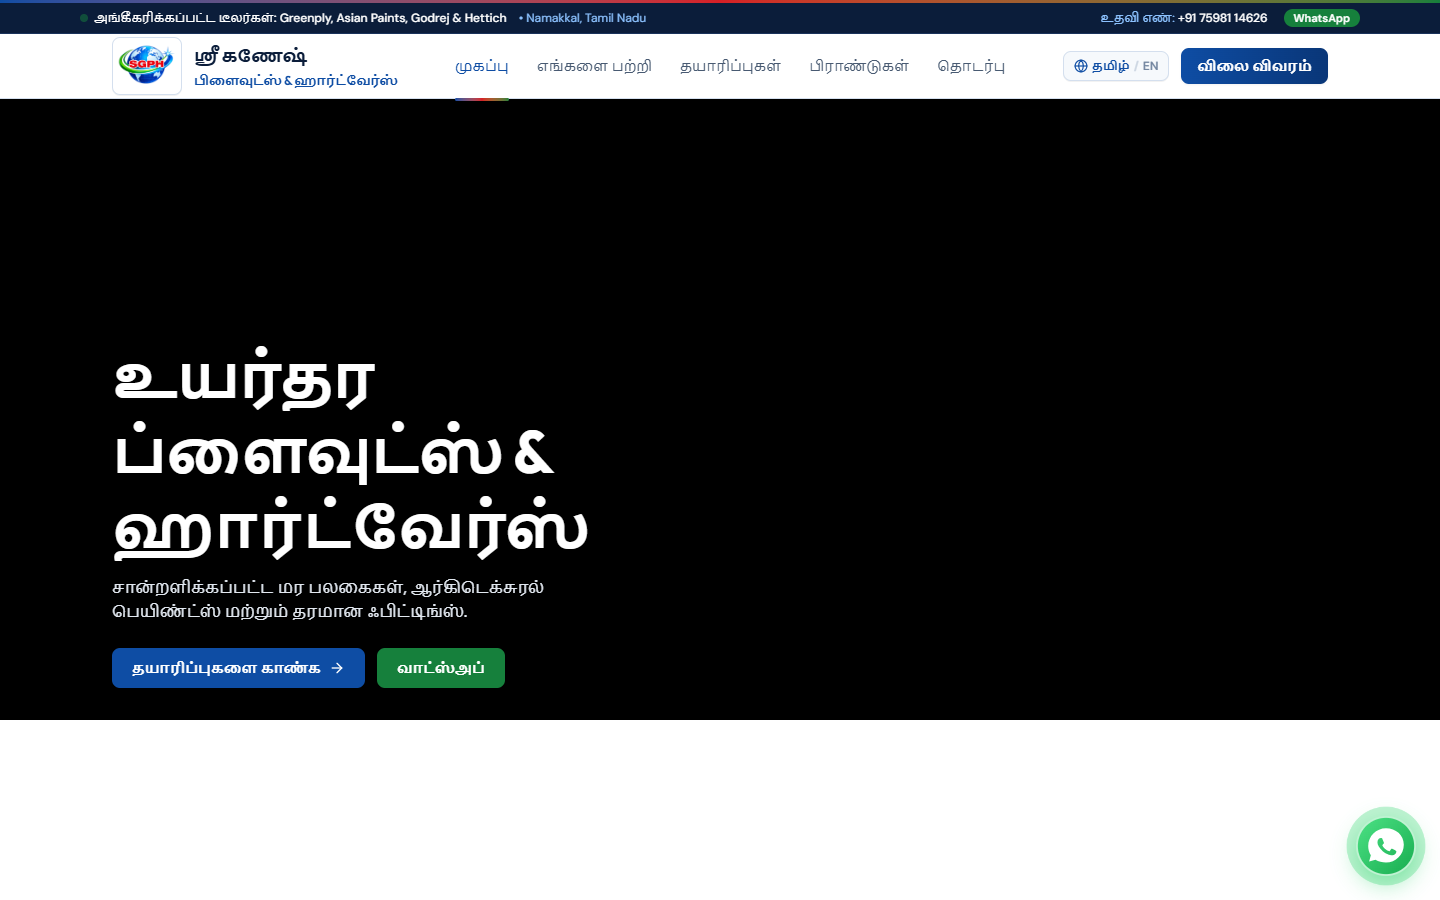 அங்கீகரிக்கப்பட்ட டீலர்கள்: Greenply, Asian Paints, Godrej & Hettich • Namakkal, Tamil Nadu
உதவி எண்: +91 75981 14626 WhatsApp
SGPH
ஸ்ரீ கணேஷ்
பிளைவுட்ஸ் & ஹார்ட்வேர்ஸ்
முகப்பு எங்களை பற்றி தயாரிப்புகள் பிராண்டுகள் தொடர்பு
தமிழ் / EN விலை விவரம்
உயர்தர
ப்ளைவுட்ஸ் &
ஹார்ட்வேர்ஸ்
சான்றளிக்கப்பட்ட மர பலகைகள், ஆர்கிடெக்சுரல்
பெயிண்ட்ஸ் மற்றும் தரமான ஃபிட்டிங்ஸ்.
தயாரிப்புகளை காண்க → வாட்ஸ்அப்